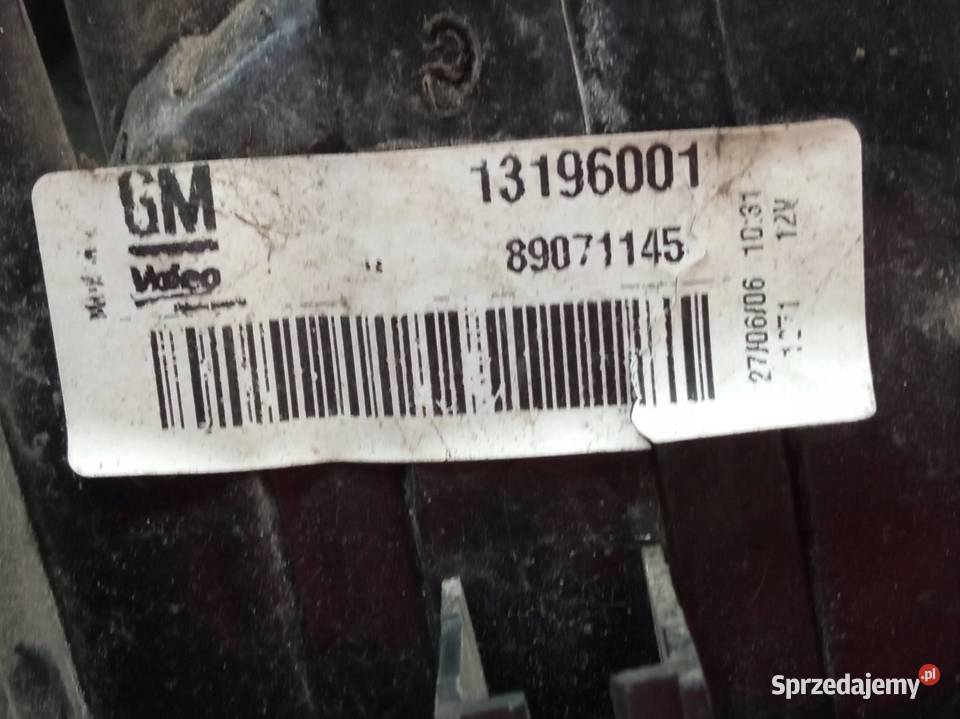 GM
Valeo
13196001
89071145
27/06/06 10:31
12V
Sprzedajemy.pl